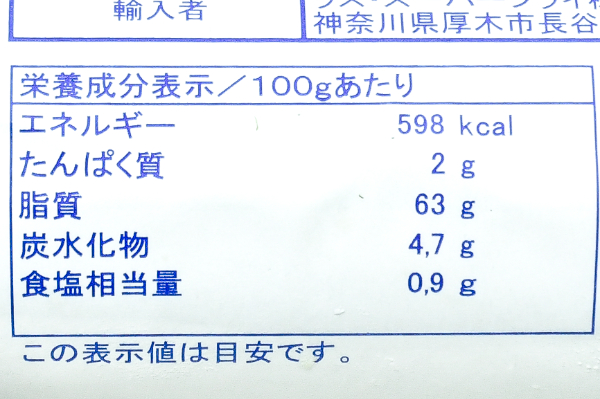 輸入者
神奈川県厚木市長谷
栄養成分表示／100gあたり
エネルギー 598 kcal
たんぱく質 2 g
脂質 63 g
炭水化物 4,7 g
食塩相当量 0,9 g
この表示値は目安です。